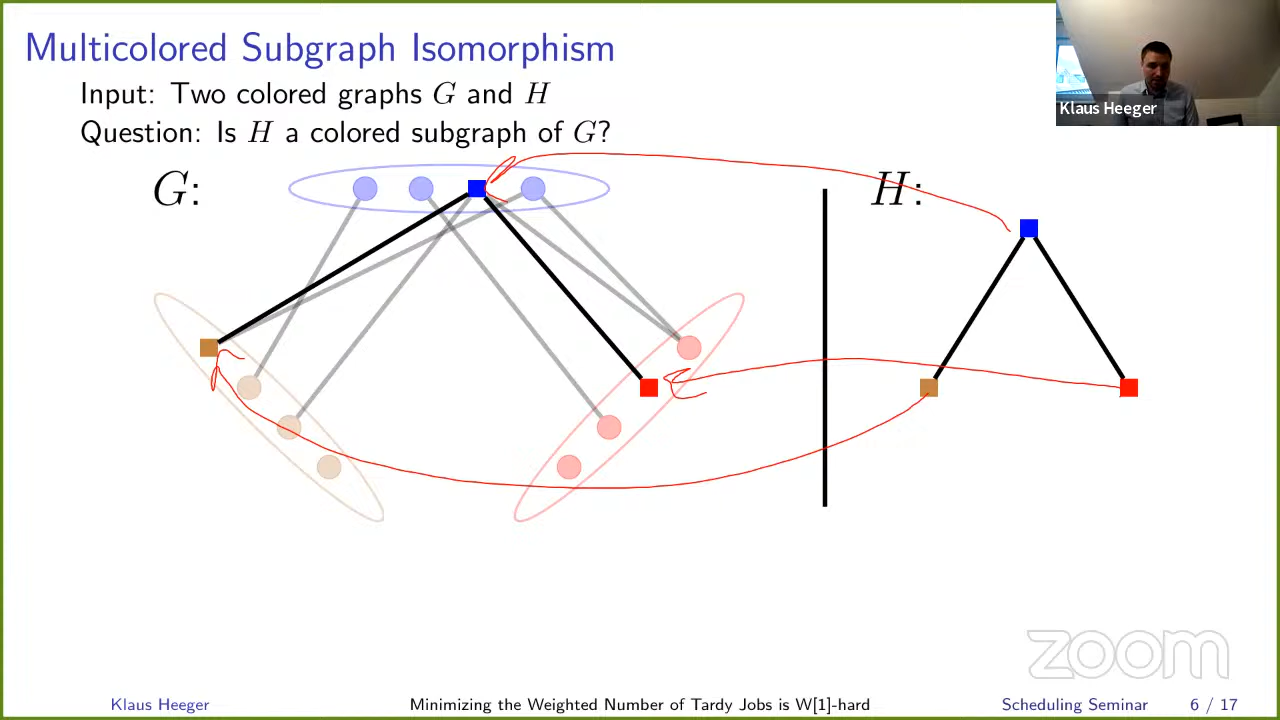 Multicolored Subgraph Isomorphism
Input: Two colored graphs G and H
Question: Is H a colored subgraph of G?
G:
H:
Klaus Heeger
zoom
Klaus Heeger
Minimizing the Weighted Number of Tardy Jobs is W[1]-hard
Scheduling Seminar
6 / 17